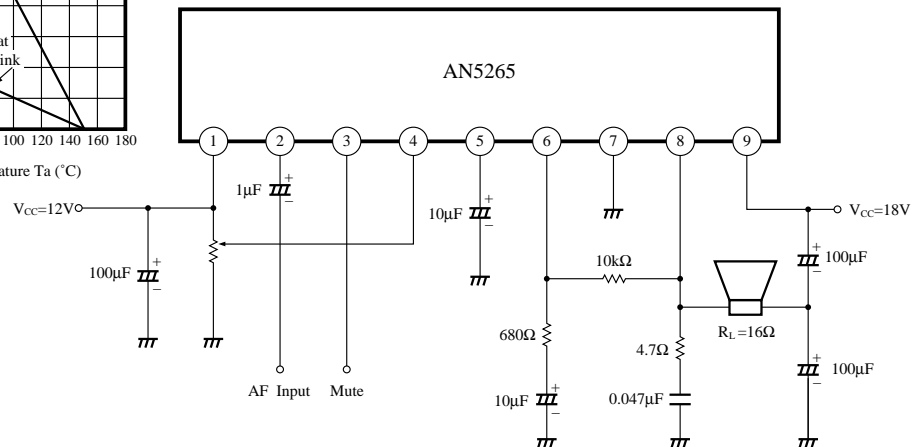 AN5265
at
ink
100 120 140 160 180
ature Ta (˚C)
1 2 3 4 5 6 7 8 9
VCC=12V
100µF
+
−
1µF
+
−
AF Input
Mute
10µF
+
−
10kΩ
680Ω
10µF
+
−
4.7Ω
0.047µF
RL=16Ω
VCC=18V
+
−
100µF
+
−
100µF